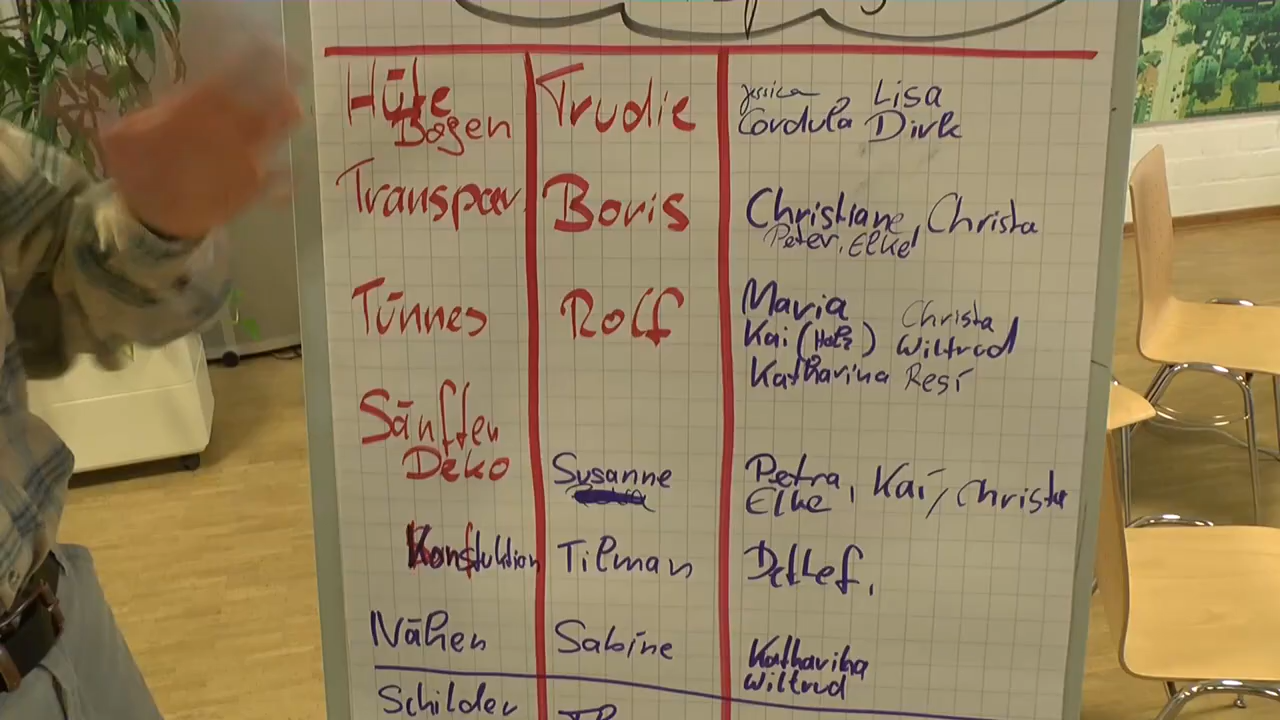 Hüte Trudie Jessica Lisa
Bogen Cordula Dirk
Transpar Boris Christiane, Christa
Peter, Elke
Tünnes Rolf Maria Christa
Kai (Holz) Wiltrud
Katharina Resi
Sänften
Deko Susanne Petra, Kai, Christa
Elke
Konstuktion Tilman Detlef,
Nähen Sabine Katharina
Wiltrud
Schilder